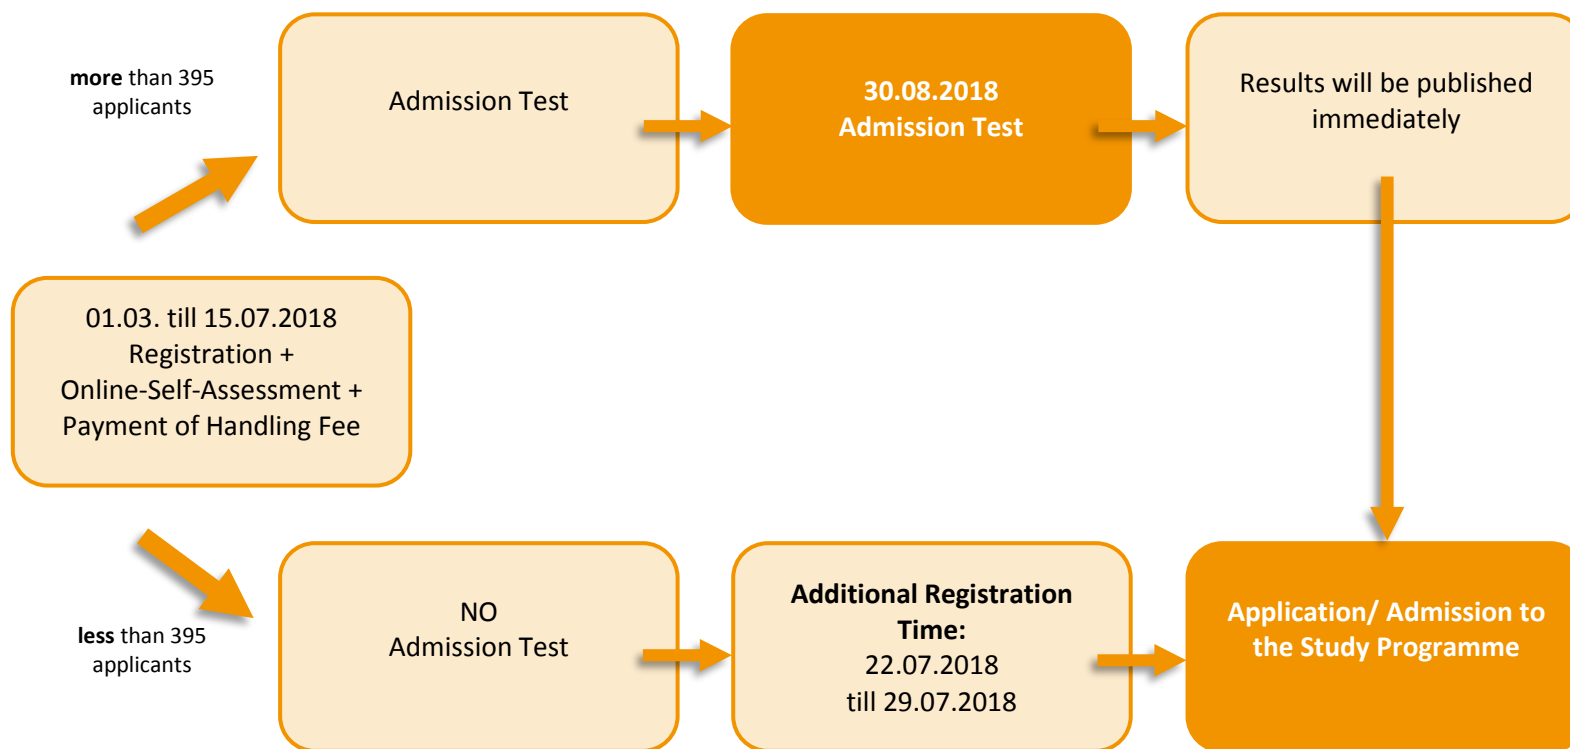 more than 395
applicants
Admission Test
30.08.2018
Admission Test
Results will be published
immediately
01.03. till 15.07.2018
Registration +
Online-Self-Assessment +
Payment of Handling Fee
less than 395
applicants
NO
Admission Test
Additional Registration
Time:
22.07.2018
till 29.07.2018
Application/ Admission to
the Study Programme